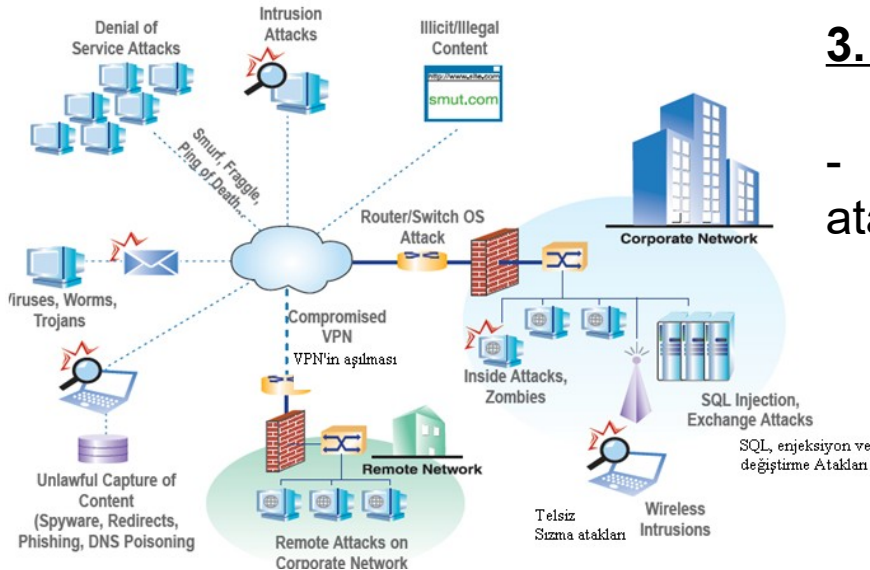 Denial of
Service Attacks
Intrusion
Attacks
Illicit/Illegal
Content
http://www.site.com
smut.com
3.
-
ata
Smurf, Fraggle,
Ping of Death...
Router/Switch OS
Attack
Corporate Network
Viruses, Worms,
Trojans
Compromised
VPN
VPN'in aşılması
Inside Attacks,
Zombies
SQL Injection,
Exchange Attacks
SQL, enjeksiyon ve
değiştirme Atakları
Remote Network
Unlawful Capture of
Content
(Spyware, Redirects,
Phishing, DNS Poisoning
Remote Attacks on
Corporate Network
Telsiz
Sızma atakları
Wireless
Intrusions